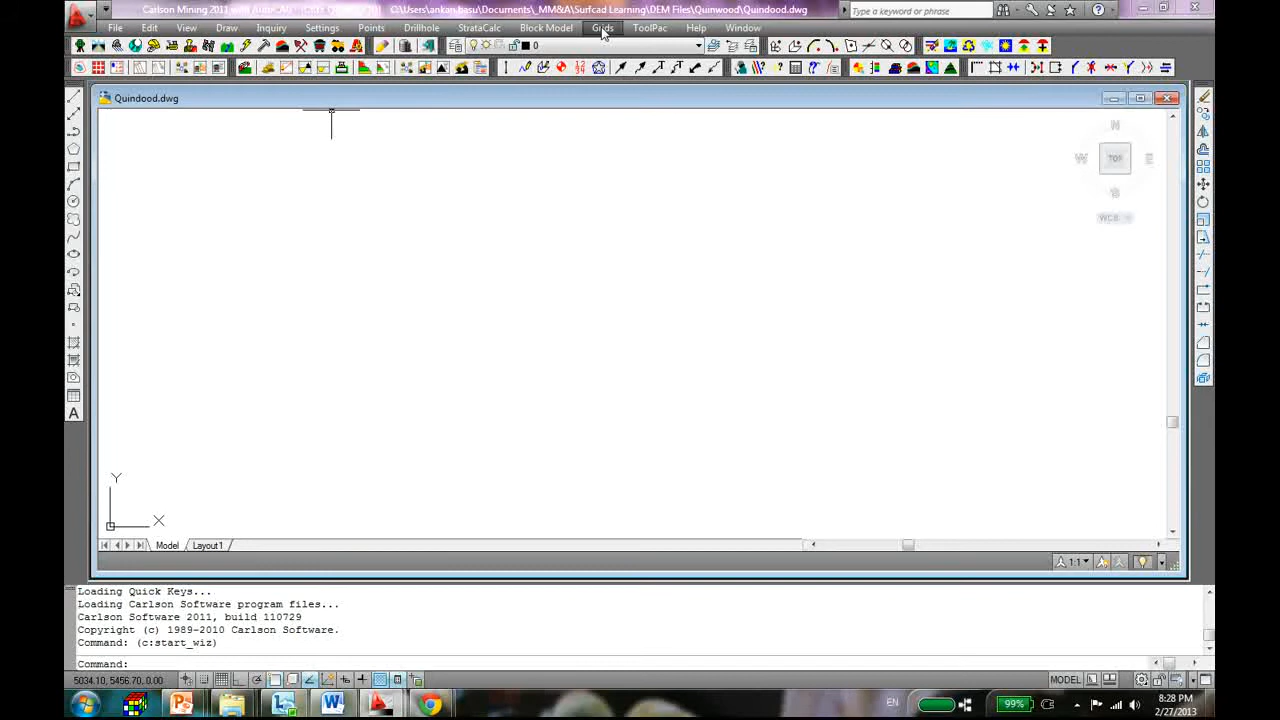 Carlson Mining 2011 with AutoCAD C:\Users\ankan.basu\Documents\_MM&A\Surfcad Learning\DEM Files\Quinwood\Quindood.dwg
Type a keyword or phrase
File Edit View Draw Inquiry Settings Points Drillhole StrataCalc Block Model Grids ToolPac Help Window
0
Quindood.dwg
N
W TOP E
S
WCS
Y
X
Model Layout1
1:1
Loading Quick Keys...
Loading Carlson Software program files...
Carlson Software 2011, build 110729
Copyright (c) 1989-2010 Carlson Software.
Command: (c:start_wiz)
Command:
5034.10, 5456.70, 0.00
MODEL
EN
99%
8:28 PM
2/27/2013